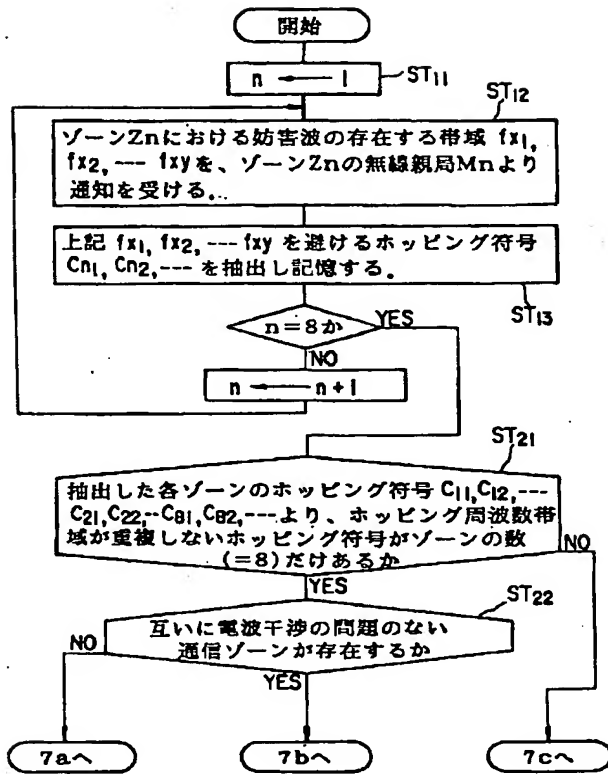 開始
n ← 1
ST11
ST12
ゾーンZnにおける妨害波の存在する帯域 fx1,
fx2, --- fxyを、ゾーンZnの無線親局Mnより
通知を受ける。
上記 fx1, fx2, --- fxy を避けるホッピング符号
Cn1, Cn2, --- を抽出し記憶する。
ST13
n=8か
YES
NO
n ← n+1
ST21
抽出した各ゾーンのホッピング符号 C11,C12,---
C21,C22,--C81,C82,---より、ホッピング周波数帯
域が重複しないホッピング符号がゾーンの数
(=8)だけあるか
NO
YES
ST22
互いに電波干渉の問題のない
通信ゾーンが存在するか
NO
YES
7aへ
7bへ
7cへ